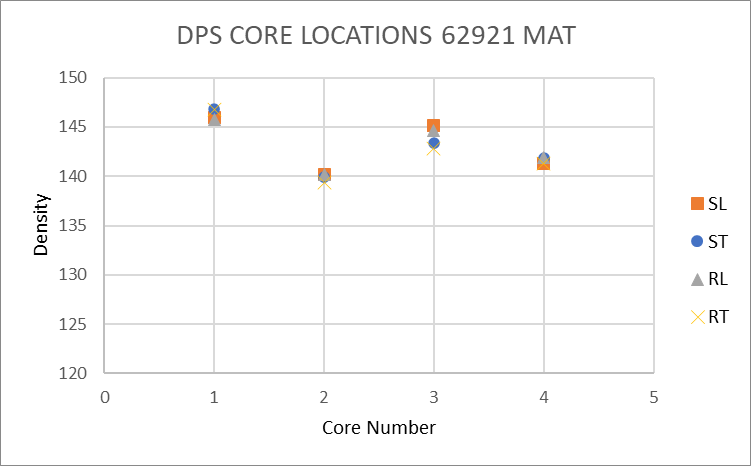 DPS CORE LOCATIONS 62921 MAT
150
145
140
135
130
125
120
0 1 2 3 4 5
Density
Core Number
SL
ST
RL
RT